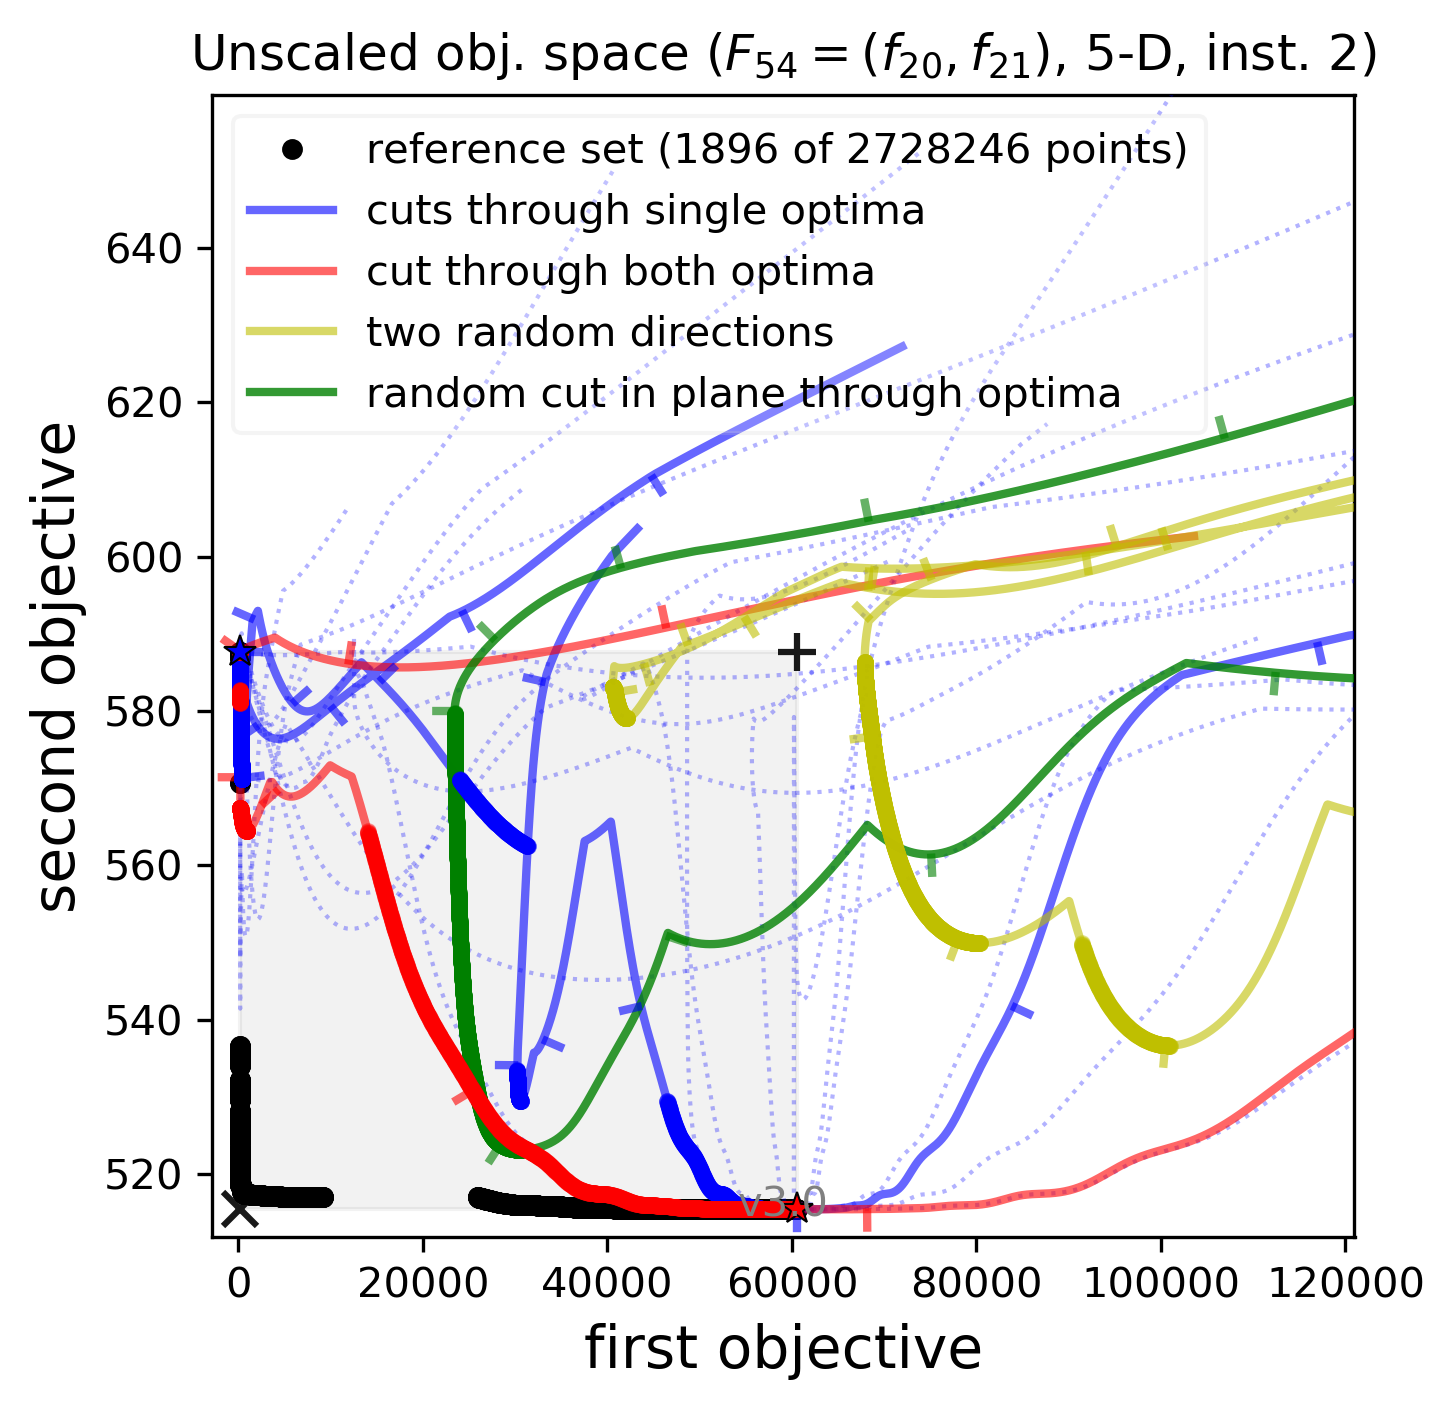 Unscaled obj. space (F₅₄ = (f₂₀, f₂₁), 5-D, inst. 2)
reference set (1896 of 2728246 points)
cuts through single optima
cut through both optima
two random directions
random cut in plane through optima
second objective
640
620
600
580
560
540
520
v3.0
0 20000 40000 60000 80000 100000 120000
first objective